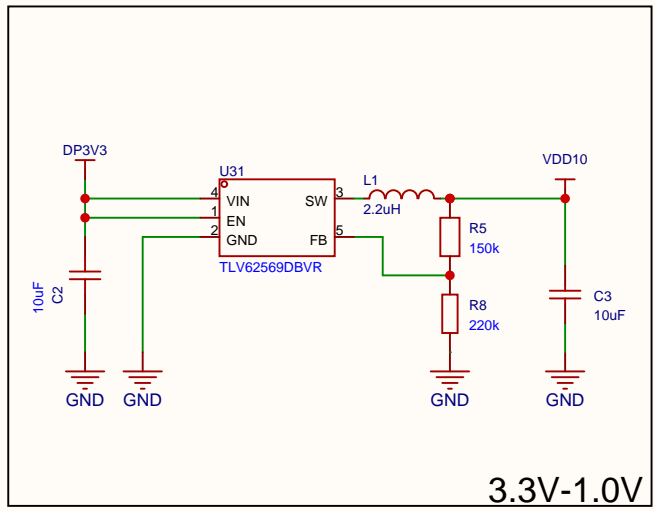 DP3V3
U31
VDD10
L1
4
VIN
SW
3
2.2uH
1
EN
R5
2
GND
FB
5
150k
TLV62569DBVR
10uF
C2
R8
220k
C3
10uF
GND
GND
GND
GND
3.3V-1.0V